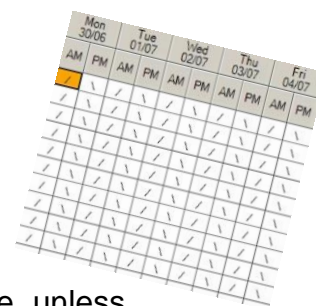 Mon Tue Wed Thu Fri
30/06 01/07 02/07 03/07 04/07
AM PM AM PM AM PM AM PM AM PM
/ \ / \ / \ / \ / \
/ \ / \ / \ / \ / \
/ \ / \ / \ / \ / \
/ \ / \ / \ / \ / \
/ \ / \ / \ / \ / \
/ \ / \ / \ / \ / \
/ \ / \ / \ / \ / \
/ \ / \ / \ / \ / \
/ \ / \ / \ / \ / \
unless